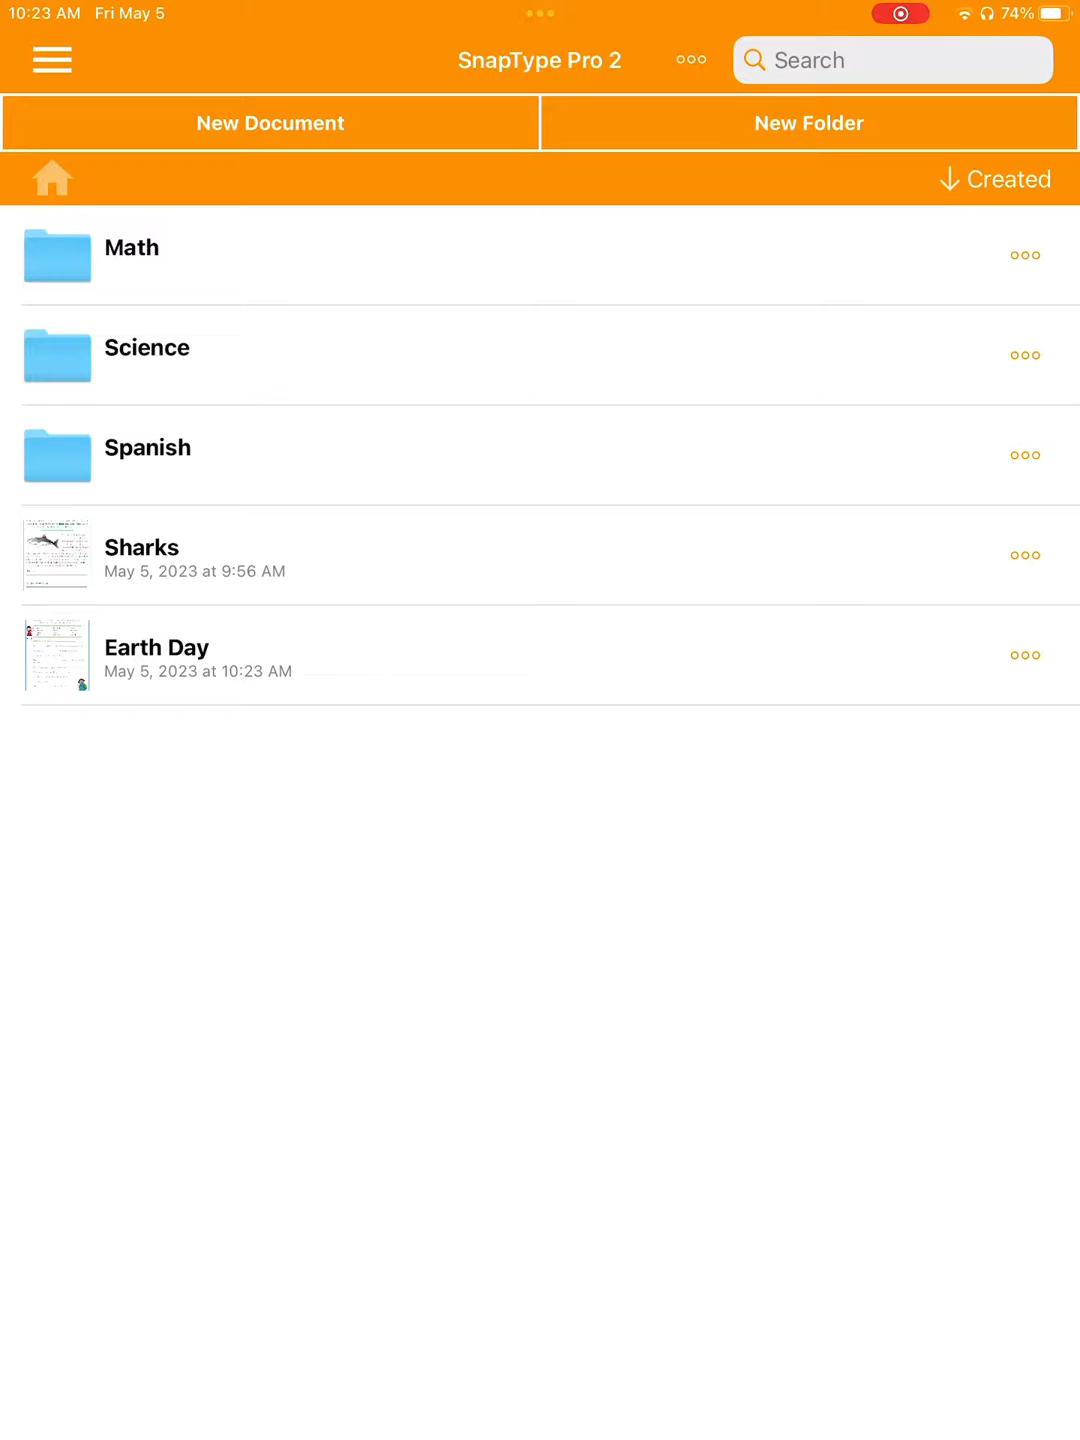 10:23 AM Fri May 5
74%
SnapType Pro 2
Search
New Document
New Folder
Created
Math
Science
Spanish
Sharks
May 5, 2023 at 9:56 AM
Earth Day
May 5, 2023 at 10:23 AM